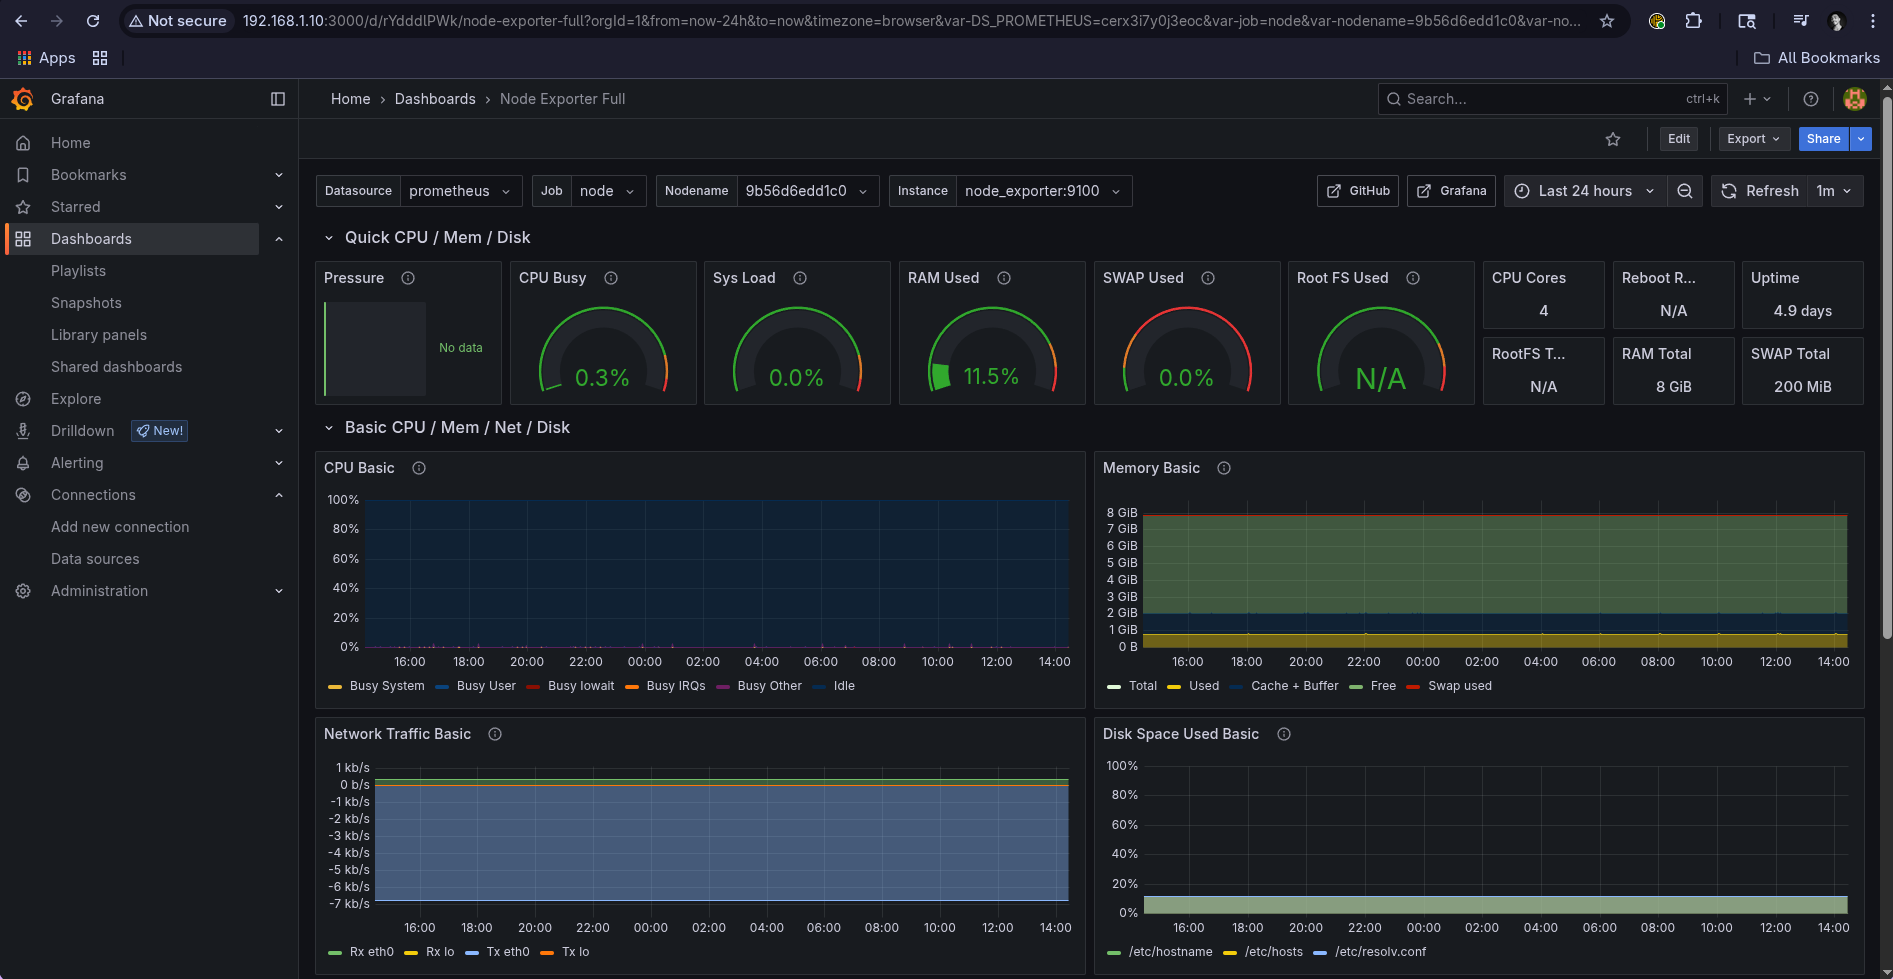 Not secure 192.168.1.10:3000/d/rYdddlPWk/node-exporter-full?orgId=1&from=now-24h&to=now&timezone=browser&var-DS_PROMETHEUS=cerx3i7y0j3eoc&var-job=node&var-nodename=9b56d6edd1c0&var-no...
Apps All Bookmarks
Grafana Home › Dashboards › Node Exporter Full Search... ctrl+k
Edit Export Share
Home
Bookmarks
Starred
Dashboards
Playlists
Snapshots
Library panels
Shared dashboards
Explore
Drilldown New!
Alerting
Connections
Add new connection
Data sources
Administration
Datasource prometheus Job node Nodename 9b56d6edd1c0 Instance node_exporter:9100 GitHub Grafana Last 24 hours Refresh 1m
Quick CPU / Mem / Disk
Pressure
No data
CPU Busy
0.3%
Sys Load
0.0%
RAM Used
11.5%
SWAP Used
0.0%
Root FS Used
N/A
CPU Cores
4
Reboot R...
N/A
Uptime
4.9 days
RootFS T...
N/A
RAM Total
8 GiB
SWAP Total
200 MiB
Basic CPU / Mem / Net / Disk
CPU Basic
100%
80%
60%
40%
20%
0%
16:00 18:00 20:00 22:00 00:00 02:00 04:00 06:00 08:00 10:00 12:00 14:00
Busy System Busy User Busy Iowait Busy IRQs Busy Other Idle
Memory Basic
8 GiB
7 GiB
6 GiB
5 GiB
4 GiB
3 GiB
2 GiB
1 GiB
0 B
16:00 18:00 20:00 22:00 00:00 02:00 04:00 06:00 08:00 10:00 12:00 14:00
Total Used Cache + Buffer Free Swap used
Network Traffic Basic
1 kb/s
0 b/s
-1 kb/s
-2 kb/s
-3 kb/s
-4 kb/s
-5 kb/s
-6 kb/s
-7 kb/s
16:00 18:00 20:00 22:00 00:00 02:00 04:00 06:00 08:00 10:00 12:00 14:00
Rx eth0 Rx lo Tx eth0 Tx lo
Disk Space Used Basic
100%
80%
60%
40%
20%
0%
16:00 18:00 20:00 22:00 00:00 02:00 04:00 06:00 08:00 10:00 12:00 14:00
/etc/hostname /etc/hosts /etc/resolv.conf